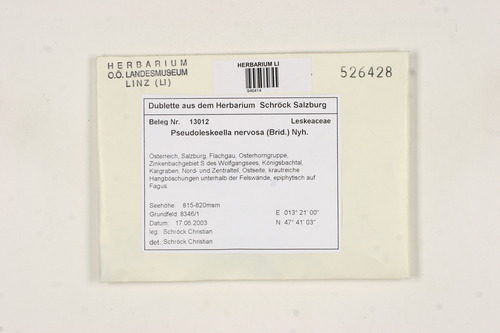 HERBARIUM
O.Ö. LANDESMUSEUM
LINZ (LI)
HERBARIUM LI
526428
Dublette aus dem Herbarium Schröck Salzburg
Beleg Nr. 13012 Leskeaceae
Pseudoleskeella nervosa (Brid.) Nyh.
Österreich, Salzburg, Flachgau, Osterhorngruppe,
Zinkenbachgebiet S des Wolfgangsees, Königsbachtal,
Kargraben, Nord- und Zentralteil, Ostseite, krautreiche
Hangböschungen unterhalb der Felswände, epiphytisch auf
Fagus
Seehöhe: 815-820msm
Grundfeld: 8346/1 E 013° 21' 00"
Datum: 17.06.2003 N 47° 41' 03"
leg.: Schröck Christian
det.: Schröck Christian